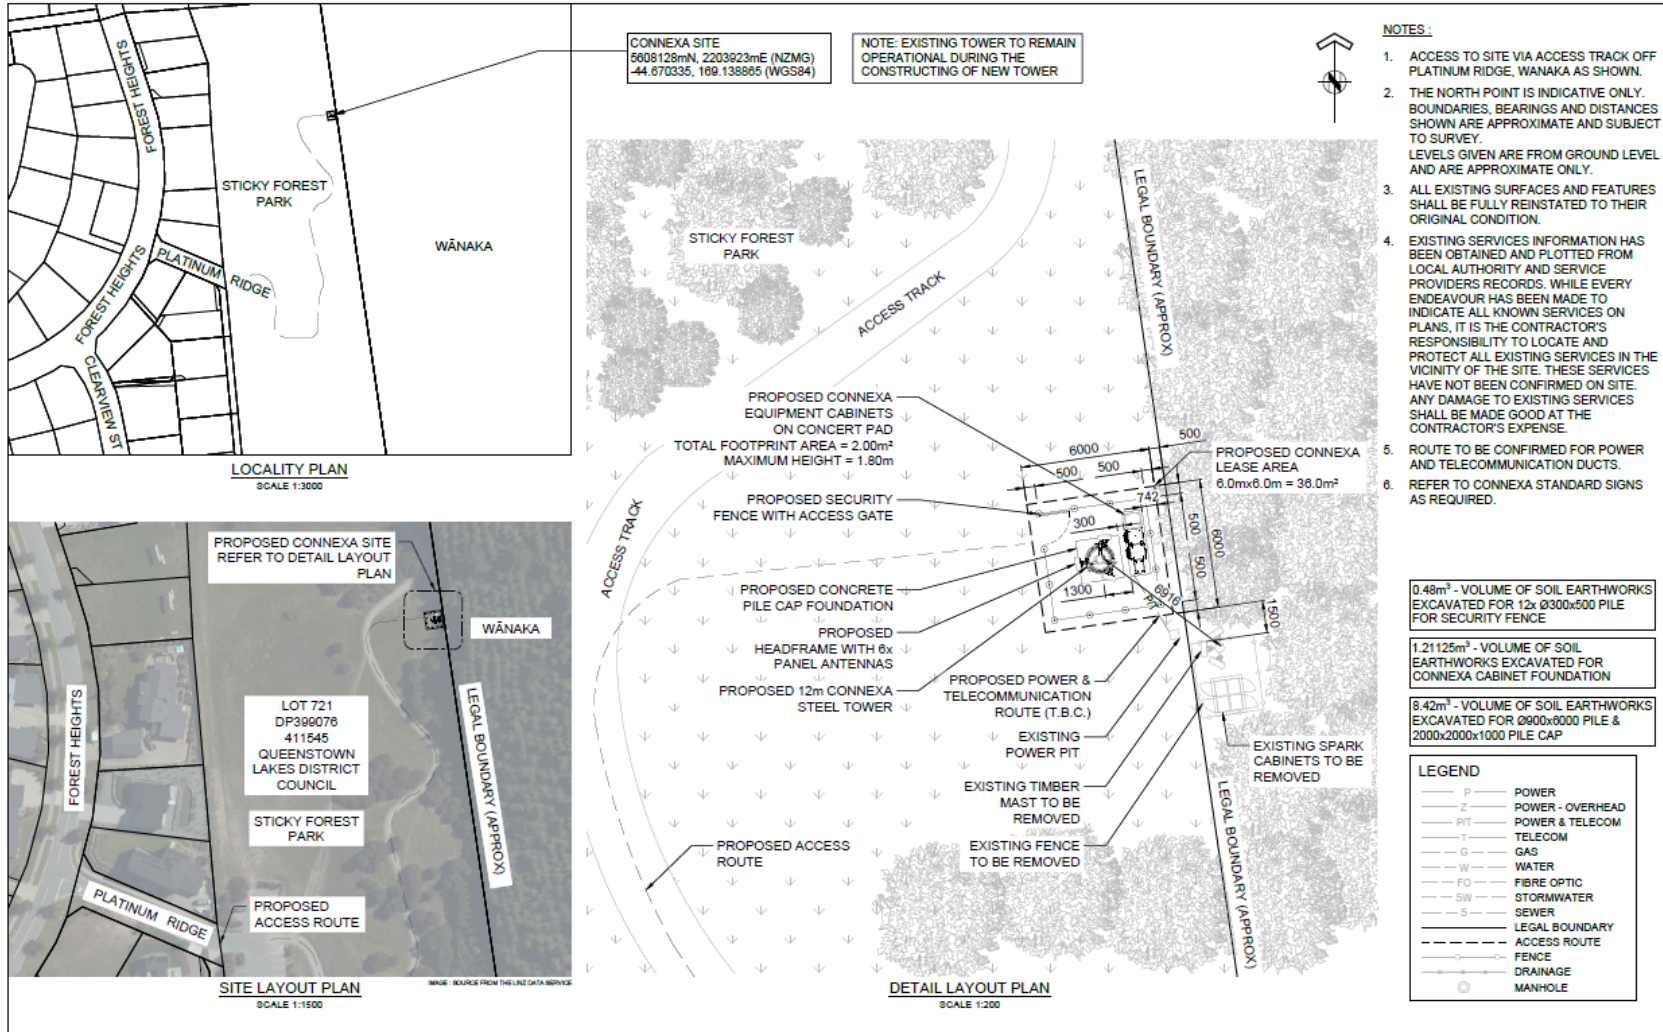 FOREST HEIGHTS
FOREST HEIGHTS
STICKY FOREST
PARK
WĀNAKA
PLATINUM RIDGE
FOREST HEIGHTS
CLEARVIEW ST
LOCALITY PLAN
SCALE 1:3000
CONNEXA SITE
5608128mN, 2203923mE (NZMG)
-44.670335, 169.138865 (WGS84)
NOTE: EXISTING TOWER TO REMAIN
OPERATIONAL DURING THE
CONSTRUCTING OF NEW TOWER
PROPOSED CONNEXA SITE
REFER TO DETAIL LAYOUT
PLAN
WĀNAKA
FOREST HEIGHTS
LOT 721
DP399076
411545
QUEENSTOWN
LAKES DISTRICT
COUNCIL
STICKY FOREST
PARK
LEGAL BOUNDARY (APPROX)
PLATINUM RIDGE
PROPOSED
ACCESS ROUTE
SITE LAYOUT PLAN
SCALE 1:1500
IMAGE : SOURCE FROM THE LINZ DATA SERVICE
STICKY FOREST
PARK
ACCESS TRACK
LEGAL BOUNDARY (APPROX)
PROPOSED CONNEXA
EQUIPMENT CABINETS
ON CONCERT PAD
TOTAL FOOTPRINT AREA = 2.00m²
MAXIMUM HEIGHT = 1.80m
PROPOSED SECURITY
FENCE WITH ACCESS GATE
ACCESS TRACK
PROPOSED CONCRETE
PILE CAP FOUNDATION
PROPOSED
HEADFRAME WITH 6x
PANEL ANTENNAS
PROPOSED 12m CONNEXA
STEEL TOWER
6000
500
500
500
742
300
500
6000
500
1300
6916
P/T
1500
PROPOSED CONNEXA
LEASE AREA
6.0mx6.0m = 36.0m²
PROPOSED POWER &
TELECOMMUNICATION
ROUTE (T.B.C.)
EXISTING
POWER PIT
EXISTING TIMBER
MAST TO BE
REMOVED
EXISTING FENCE
TO BE REMOVED
EXISTING SPARK
CABINETS TO BE
REMOVED
PROPOSED ACCESS
ROUTE
LEGAL BOUNDARY (APPROX)
DETAIL LAYOUT PLAN
SCALE 1:200
NOTES :
1. ACCESS TO SITE VIA ACCESS TRACK OFF
PLATINUM RIDGE, WANAKA AS SHOWN.
2. THE NORTH POINT IS INDICATIVE ONLY.
BOUNDARIES, BEARINGS AND DISTANCES
SHOWN ARE APPROXIMATE AND SUBJECT
TO SURVEY.
LEVELS GIVEN ARE FROM GROUND LEVEL
AND ARE APPROXIMATE ONLY.
3. ALL EXISTING SURFACES AND FEATURES
SHALL BE FULLY REINSTATED TO THEIR
ORIGINAL CONDITION.
4. EXISTING SERVICES INFORMATION HAS
BEEN OBTAINED AND PLOTTED FROM
LOCAL AUTHORITY AND SERVICE
PROVIDERS RECORDS. WHILE EVERY
ENDEAVOUR HAS BEEN MADE TO
INDICATE ALL KNOWN SERVICES ON
PLANS, IT IS THE CONTRACTOR'S
RESPONSIBILITY TO LOCATE AND
PROTECT ALL EXISTING SERVICES IN THE
VICINITY OF THE SITE. THESE SERVICES
HAVE NOT BEEN CONFIRMED ON SITE.
ANY DAMAGE TO EXISTING SERVICES
SHALL BE MADE GOOD AT THE
CONTRACTOR'S EXPENSE.
5. ROUTE TO BE CONFIRMED FOR POWER
AND TELECOMMUNICATION DUCTS.
6. REFER TO CONNEXA STANDARD SIGNS
AS REQUIRED.
0.48m³ - VOLUME OF SOIL EARTHWORKS
EXCAVATED FOR 12x Ø300x500 PILE
FOR SECURITY FENCE
1.21125m³ - VOLUME OF SOIL
EARTHWORKS EXCAVATED FOR
CONNEXA CABINET FOUNDATION
8.42m³ - VOLUME OF SOIL EARTHWORKS
EXCAVATED FOR Ø900x6000 PILE &
2000x2000x1000 PILE CAP
LEGEND
P POWER
Z POWER - OVERHEAD
P/T POWER & TELECOM
T TELECOM
G GAS
W WATER
FO FIBRE OPTIC
SW STORMWATER
S SEWER
LEGAL BOUNDARY
ACCESS ROUTE
FENCE
DRAINAGE
MANHOLE